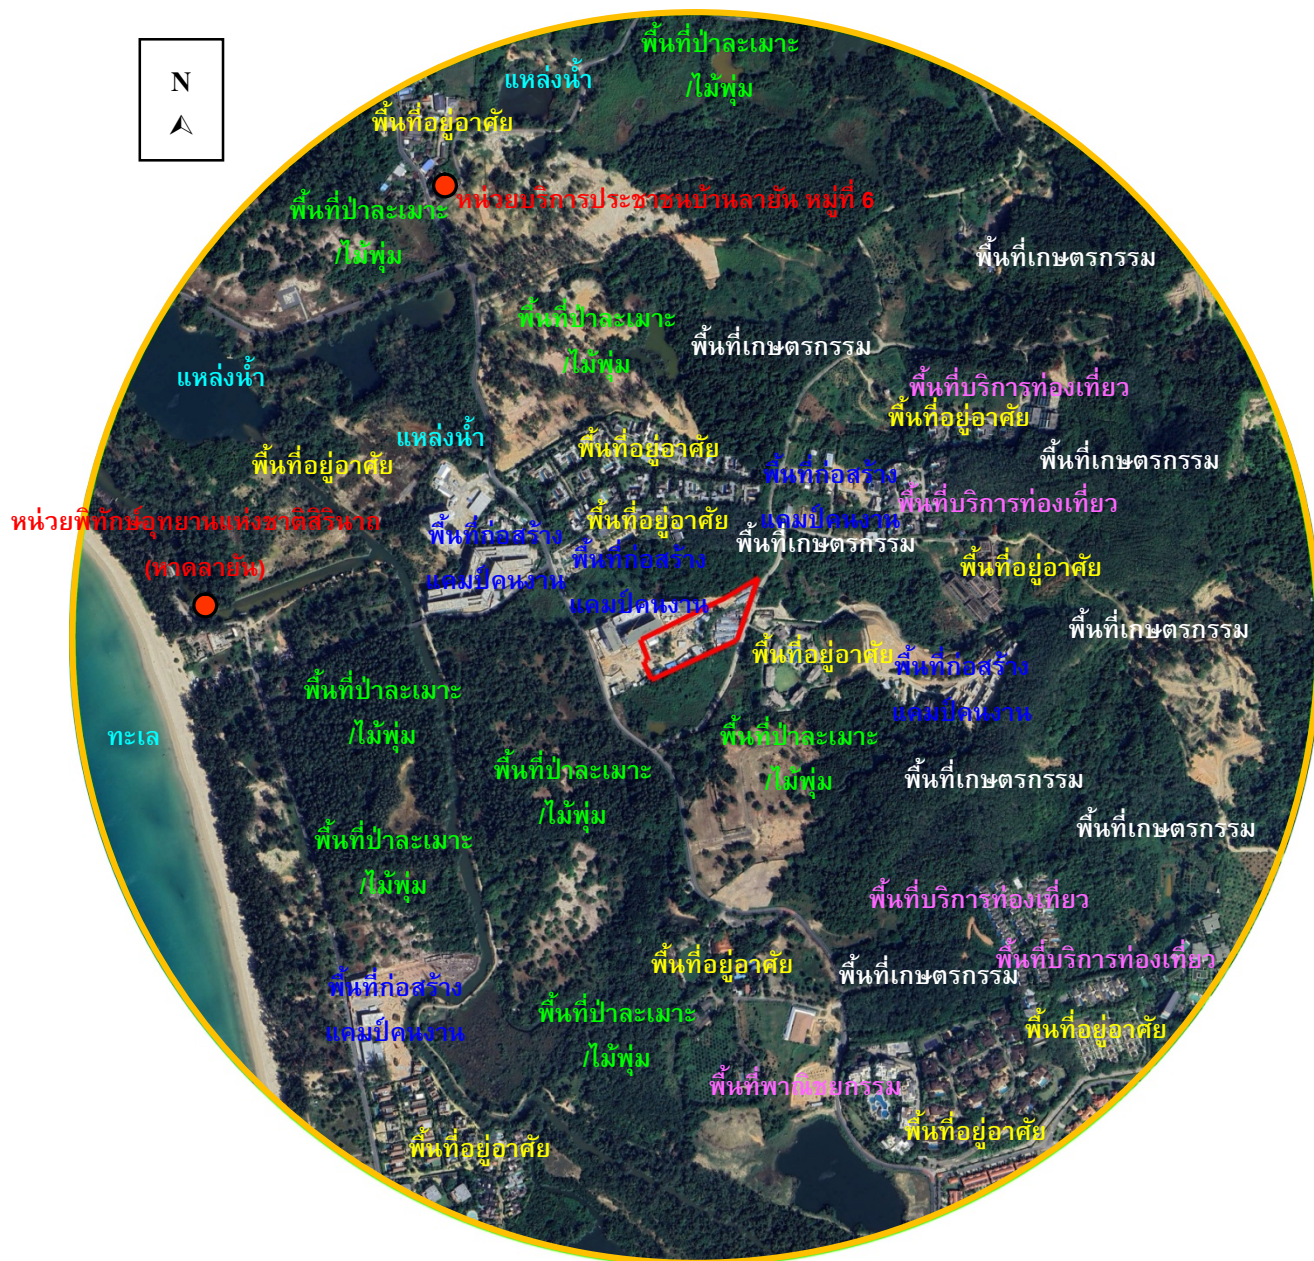 พื้นที่ป่าละเมาะ
/ไม้พุ่ม
N
แหล่งน้ำ
พื้นที่อยู่อาศัย
หน่วยบริการประชาชนบ้านลายัน หมู่ที่ 6
พื้นที่ป่าละเมาะ
/ไม้พุ่ม
พื้นที่เกษตรกรรม
พื้นที่ป่าละเมาะ
/ไม้พุ่ม
พื้นที่เกษตรกรรม
แหล่งน้ำ
พื้นที่บริการท่องเที่ยว
พื้นที่อยู่อาศัย
แหล่งน้ำ
พื้นที่อยู่อาศัย
พื้นที่อยู่อาศัย
พื้นที่เกษตรกรรม
พื้นที่ก่อสร้าง
แคมป์คนงาน
พื้นที่บริการท่องเที่ยว
หน่วยพิทักษ์อุทยานแห่งชาติสิรินาถ
(หาดลายัน)
พื้นที่อยู่อาศัย
พื้นที่ก่อสร้าง
แคมป์คนงาน
พื้นที่เกษตรกรรม
พื้นที่ก่อสร้าง
แคมป์คนงาน
พื้นที่อยู่อาศัย
พื้นที่เกษตรกรรม
พื้นที่อยู่อาศัย
พื้นที่ก่อสร้าง
แคมป์คนงาน
พื้นที่ป่าละเมาะ
/ไม้พุ่ม
ทะเล
พื้นที่ป่าละเมาะ
/ไม้พุ่ม
พื้นที่ป่าละเมาะ
/ไม้พุ่ม
พื้นที่เกษตรกรรม
พื้นที่เกษตรกรรม
พื้นที่ป่าละเมาะ
/ไม้พุ่ม
พื้นที่บริการท่องเที่ยว
พื้นที่บริการท่องเที่ยว
พื้นที่อยู่อาศัย
พื้นที่เกษตรกรรม
พื้นที่ก่อสร้าง
แคมป์คนงาน
พื้นที่ป่าละเมาะ
/ไม้พุ่ม
พื้นที่อยู่อาศัย
พื้นที่พาณิชยกรรม
พื้นที่อยู่อาศัย
พื้นที่อยู่อาศัย